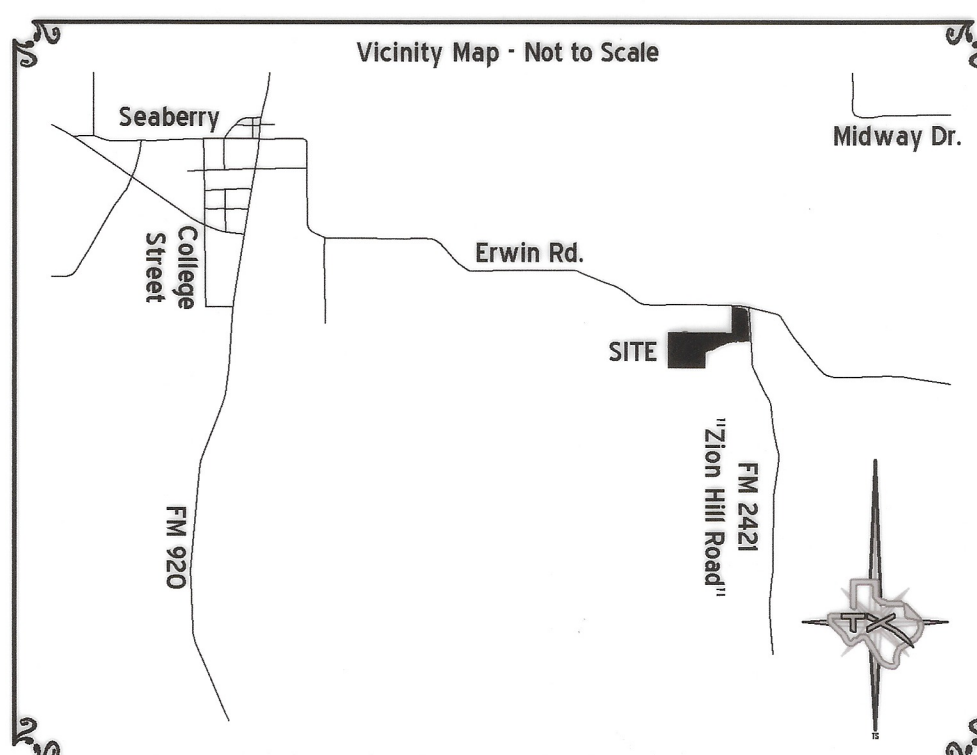 Vicinity Map - Not to Scale
Seaberry
Midway Dr.
College
Street
Erwin Rd.
SITE
FM 2421
"Zion Hill Road"
FM 920
TX
TS